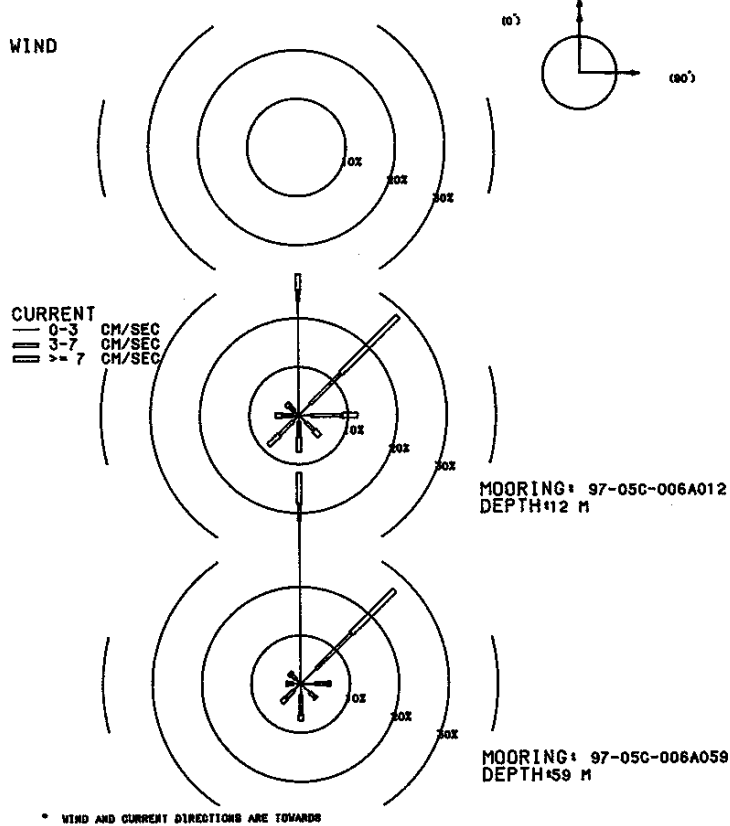 WIND
(0°)
(90°)
10%
20%
30%
CURRENT
0-3 CM/SEC
3-7 CM/SEC
>= 7 CM/SEC
10%
20%
30%
MOORING: 97-05C-006A012
DEPTH:12 M
10%
20%
30%
MOORING: 97-05C-006A059
DEPTH:59 M
* WIND AND CURRENT DIRECTIONS ARE TOWARDS